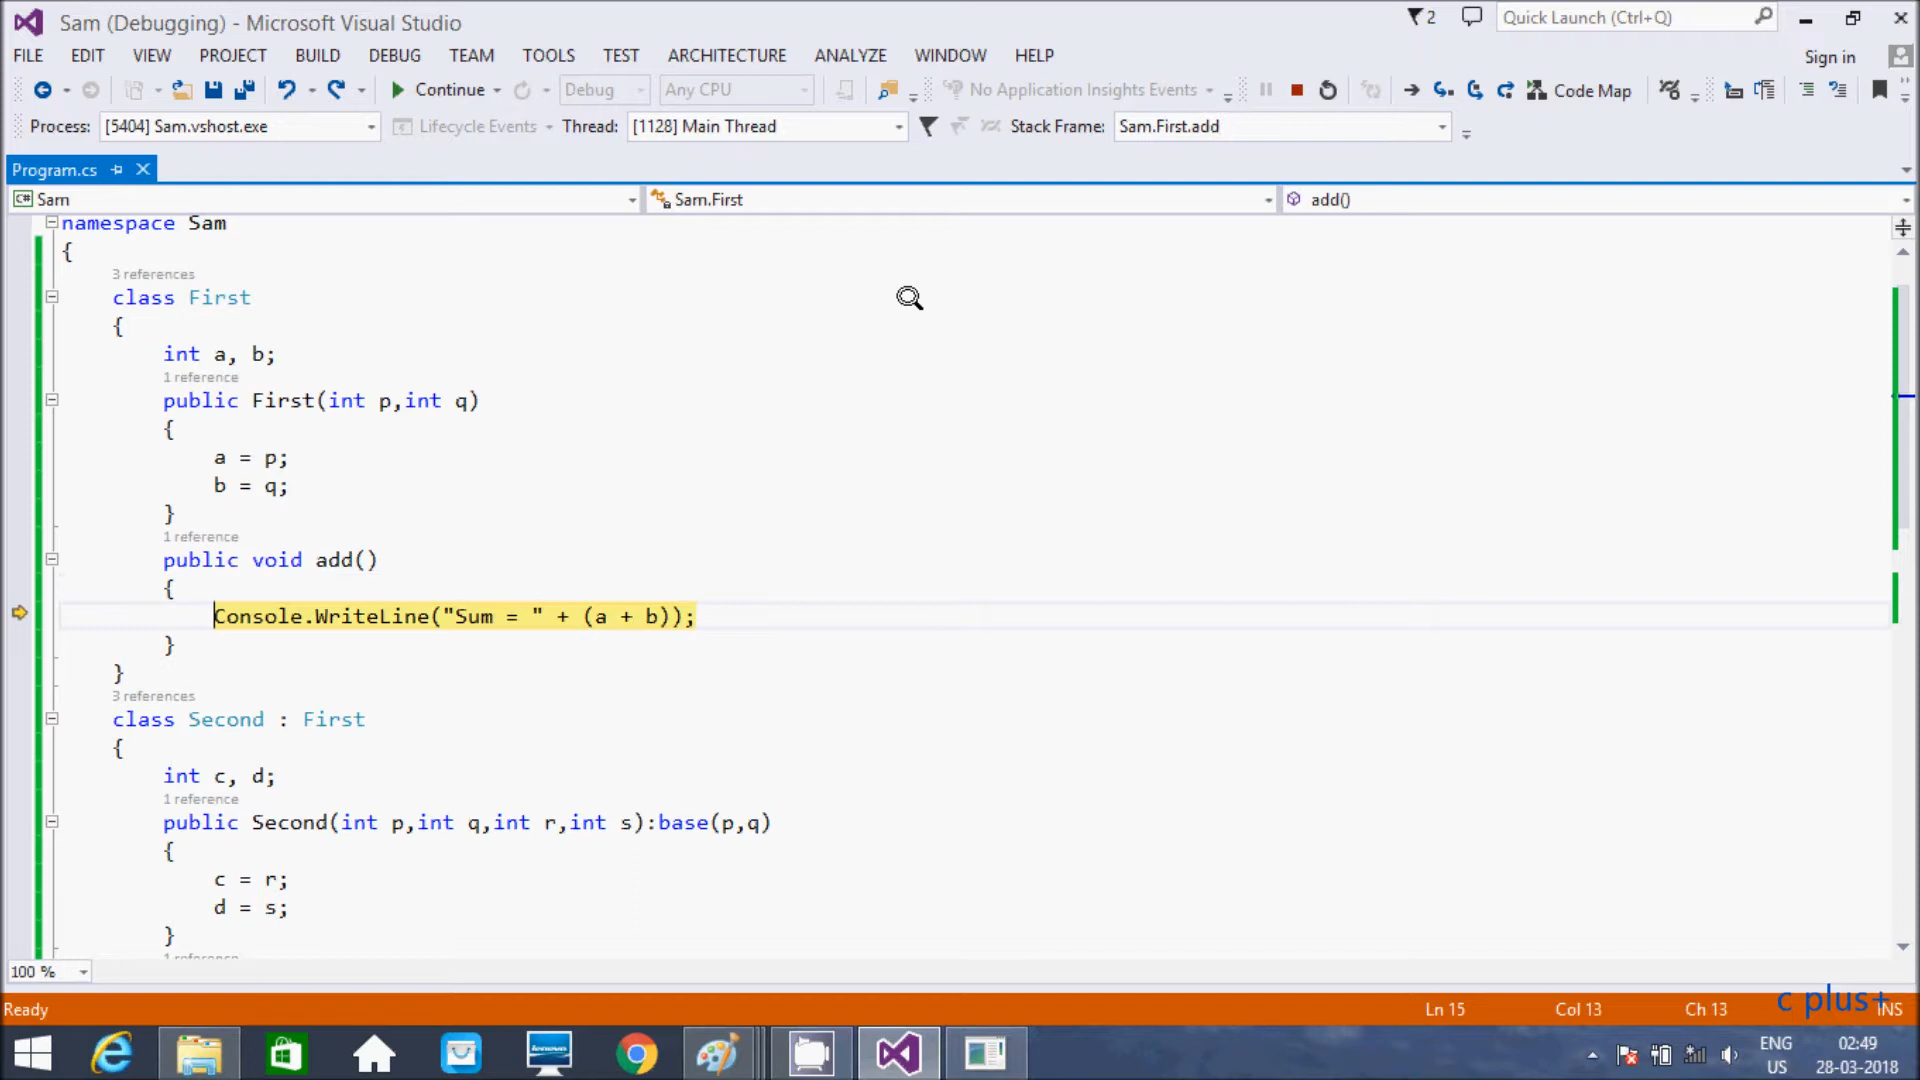 Sam (Debugging) - Microsoft Visual Studio
2
Quick Launch (Ctrl+Q)
FILE EDIT VIEW PROJECT BUILD DEBUG TEAM TOOLS TEST ARCHITECTURE ANALYZE WINDOW HELP
Sign in
Continue Debug Any CPU No Application Insights Events Code Map
Process: [5404] Sam.vshost.exe Lifecycle Events Thread: [1128] Main Thread Stack Frame: Sam.First.add
Program.cs
C# Sam Sam.First add()
namespace Sam
{
3 references
class First
{
int a, b;
1 reference
public First(int p,int q)
{
a = p;
b = q;
}
1 reference
public void add()
{
Console.WriteLine("Sum = " + (a + b));
}
}
3 references
class Second : First
{
int c, d;
1 reference
public Second(int p,int q,int r,int s):base(p,q)
{
c = r;
d = s;
}
1 reference
100 %
c plus+
Ready Ln 15 Col 13 Ch 13 INS
Lenovo
ENG 02:49
US 28-03-2018